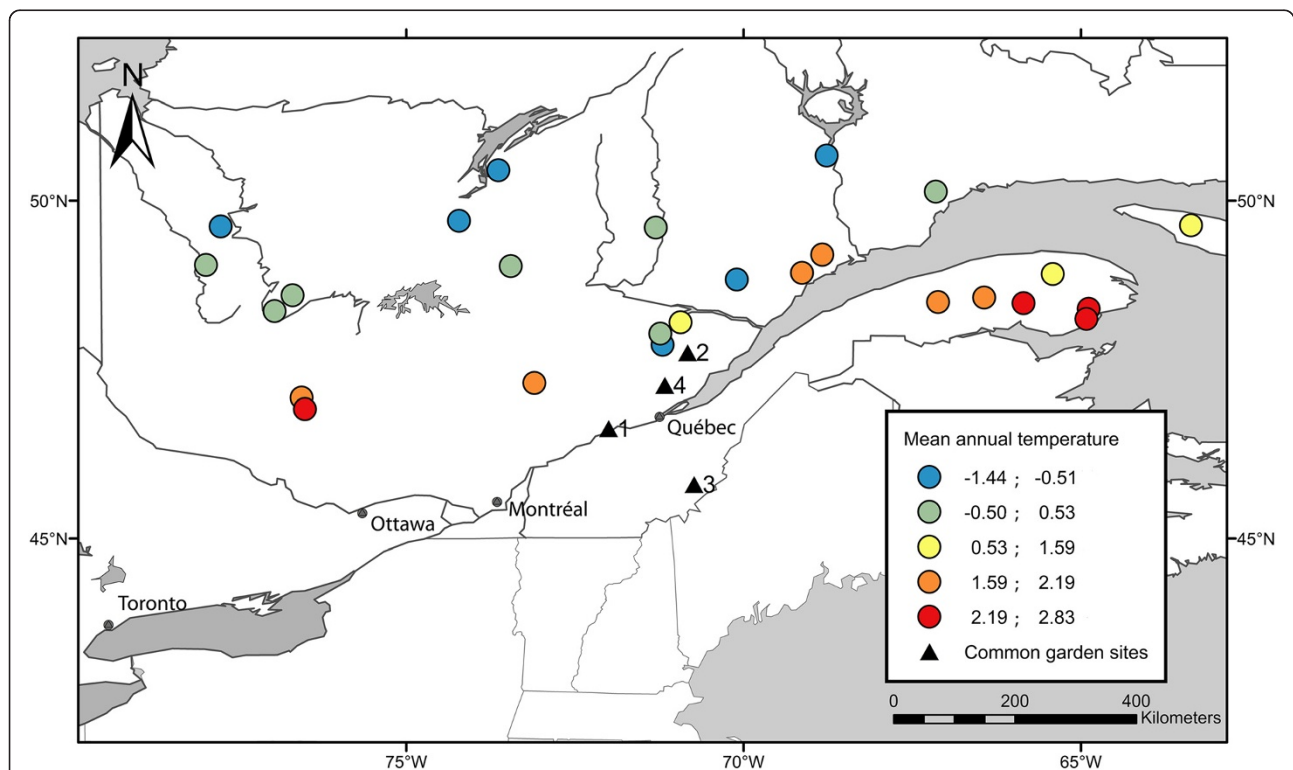 75°W
70°W
65°W
N
50°N
50°N
2
4
1
Québec
3
Montréal
Ottawa
45°N
45°N
Toronto
Mean annual temperature
-1.44 ; -0.51
-0.50 ; 0.53
0.53 ; 1.59
1.59 ; 2.19
2.19 ; 2.83
Common garden sites
0 200 400
Kilometers